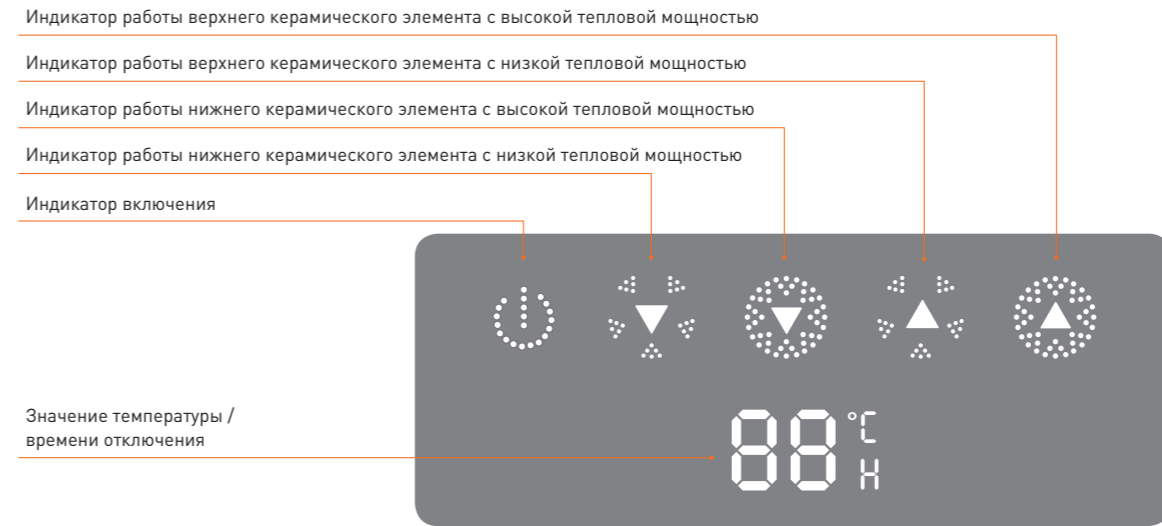 Индикатор работы верхнего керамического элемента с высокой тепловой мощностью
Индикатор работы верхнего керамического элемента с низкой тепловой мощностью
Индикатор работы нижнего керамического элемента с высокой тепловой мощностью
Индикатор работы нижнего керамического элемента с низкой тепловой мощностью
Индикатор включения
Значение температуры /
времени отключения
88 °C
H